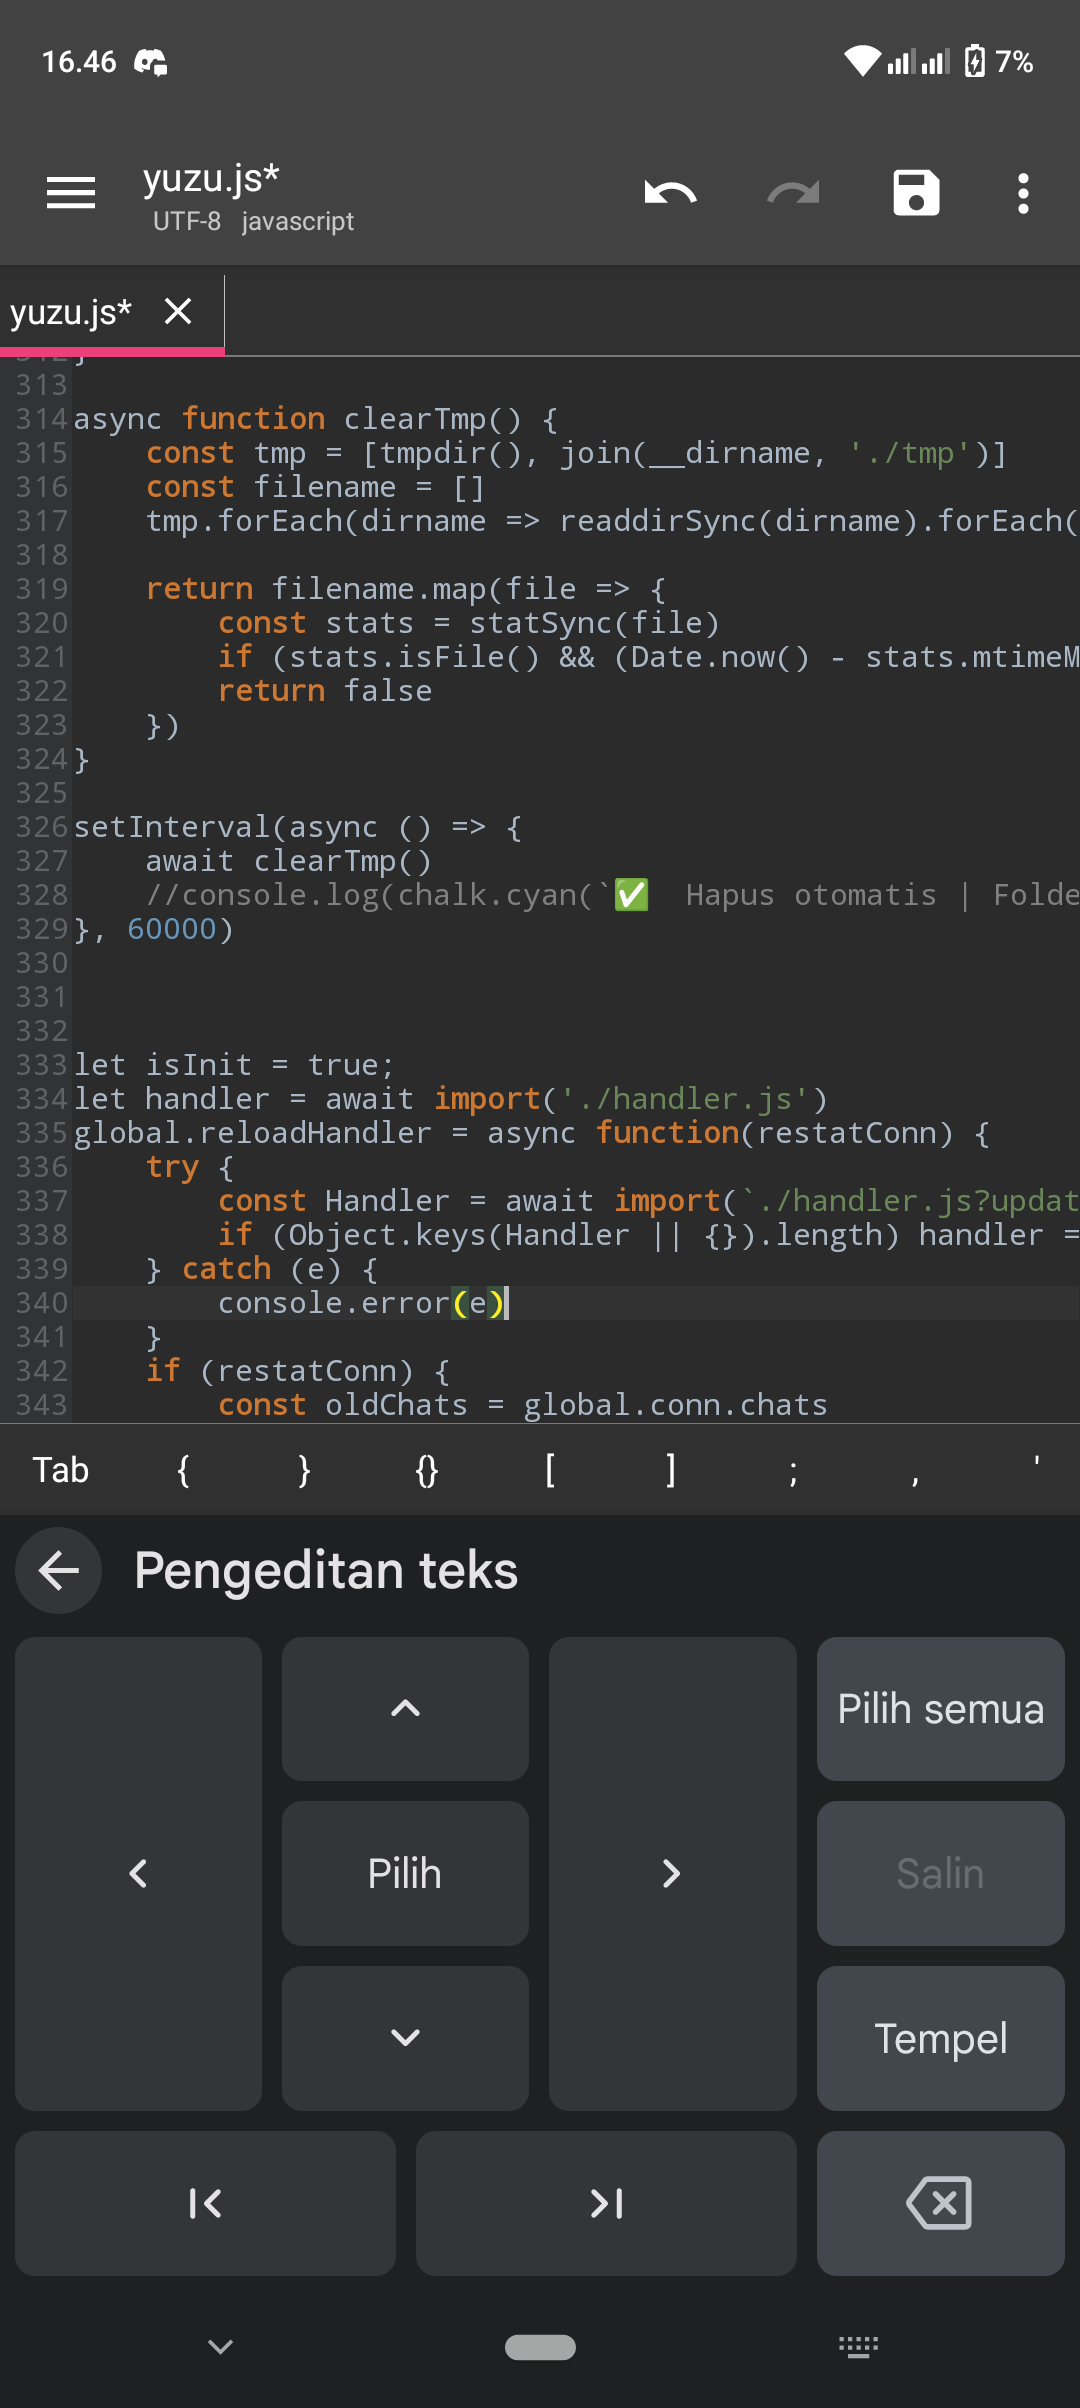 16.46
7%
yuzu.js*
UTF-8 javascript
yuzu.js*
312 }
313
314 async function clearTmp() {
315     const tmp = [tmpdir(), join(__dirname, './tmp')]
316     const filename = []
317     tmp.forEach(dirname => readdirSync(dirname).forEach(
318
319     return filename.map(file => {
320         const stats = statSync(file)
321         if (stats.isFile() && (Date.now() - stats.mtimeM
322         return false
323     })
324 }
325
326 setInterval(async () => {
327     await clearTmp()
328     //console.log(chalk.cyan(`✅  Hapus otomatis | Folde
329 }, 60000)
330
331
332
333 let isInit = true;
334 let handler = await import('./handler.js')
335 global.reloadHandler = async function(restatConn) {
336     try {
337         const Handler = await import(`./handler.js?updat
338         if (Object.keys(Handler || {}).length) handler =
339     } catch (e) {
340         console.error(e)
341     }
342     if (restatConn) {
343         const oldChats = global.conn.chats
Tab { } {} [ ] ; , '
Pengeditan teks
Pilih semua
Pilih
Salin
Tempel